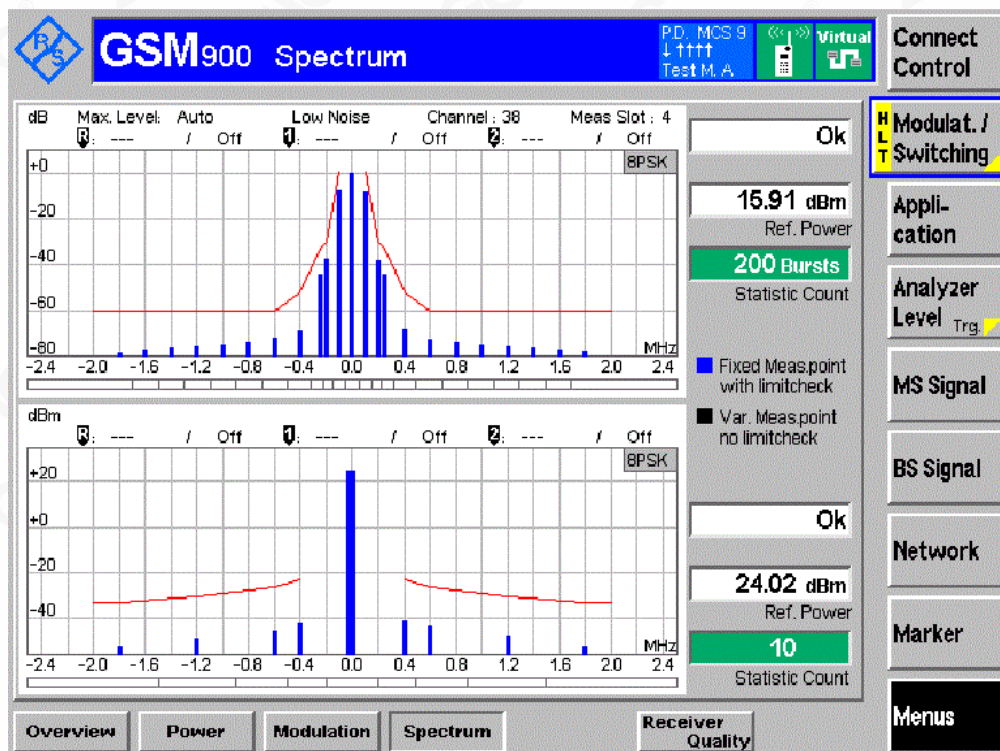 R&S
GSM900 Spectrum
P.D. MCS 9
Test M. A.
Virtual
Connect Control
dB Max. Level: Auto Low Noise Channel : 38 Meas Slot : 4
R : --- / Off 1 : --- / Off 2 : --- / Off
8PSK
+0
-20
-40
-60
-80
MHz
-2.4 -2.0 -1.6 -1.2 -0.8 -0.4 0.0 0.4 0.8 1.2 1.6 2.0 2.4
Ok
15.91 dBm
Ref. Power
200 Bursts
Statistic Count
Fixed Meas.point
with limitcheck
Var. Meas.point
no limitcheck
dBm
R : --- / Off 1 : --- / Off 2 : --- / Off
8PSK
+20
+0
-20
-40
MHz
-2.4 -2.0 -1.6 -1.2 -0.8 -0.4 0.0 0.4 0.8 1.2 1.6 2.0 2.4
Ok
24.02 dBm
Ref. Power
10
Statistic Count
HLT
Modulat. /
Switching
Appli-
cation
Analyzer
Level Trg.
MS Signal
BS Signal
Network
Marker
Menus
Overview
Power
Modulation
Spectrum
Receiver
Quality